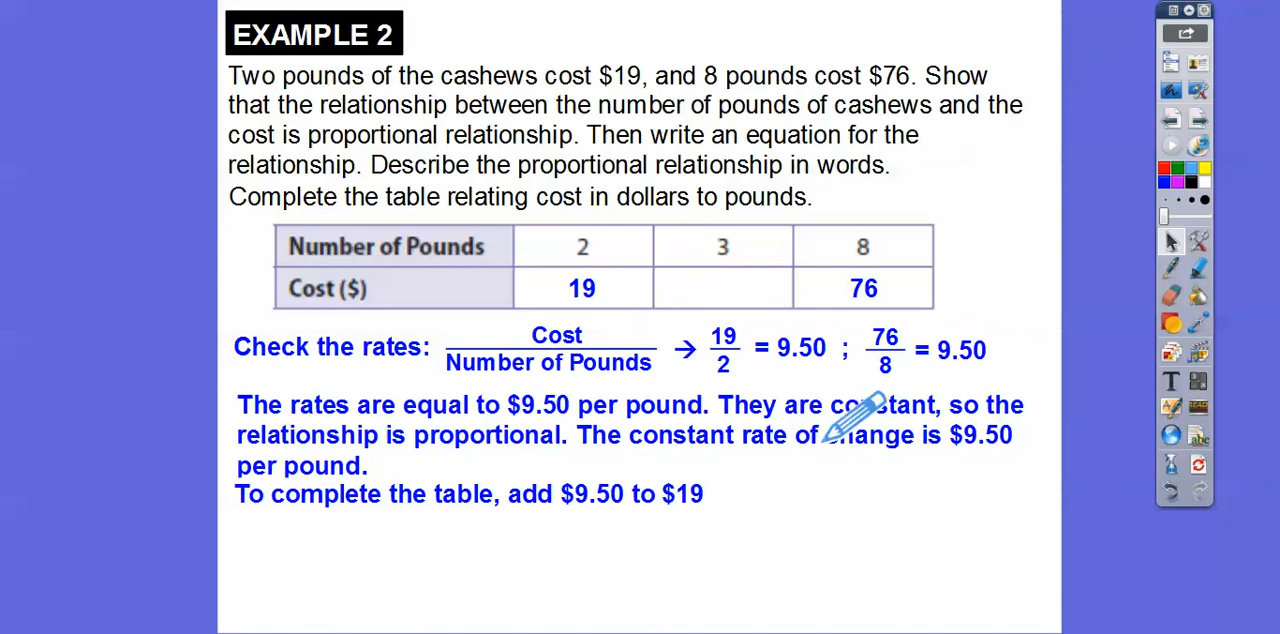 EXAMPLE 2
Two pounds of the cashews cost $19, and 8 pounds cost $76. Show
that the relationship between the number of pounds of cashews and the
cost is proportional relationship. Then write an equation for the
relationship. Describe the proportional relationship in words.
Complete the table relating cost in dollars to pounds.
Number of Pounds 2 3 8
Cost ($) 19 76
Check the rates: Cost / Number of Pounds → 19/2 = 9.50 ; 76/8 = 9.50
The rates are equal to $9.50 per pound. They are constant, so the
relationship is proportional. The constant rate of change is $9.50
per pound.
To complete the table, add $9.50 to $19